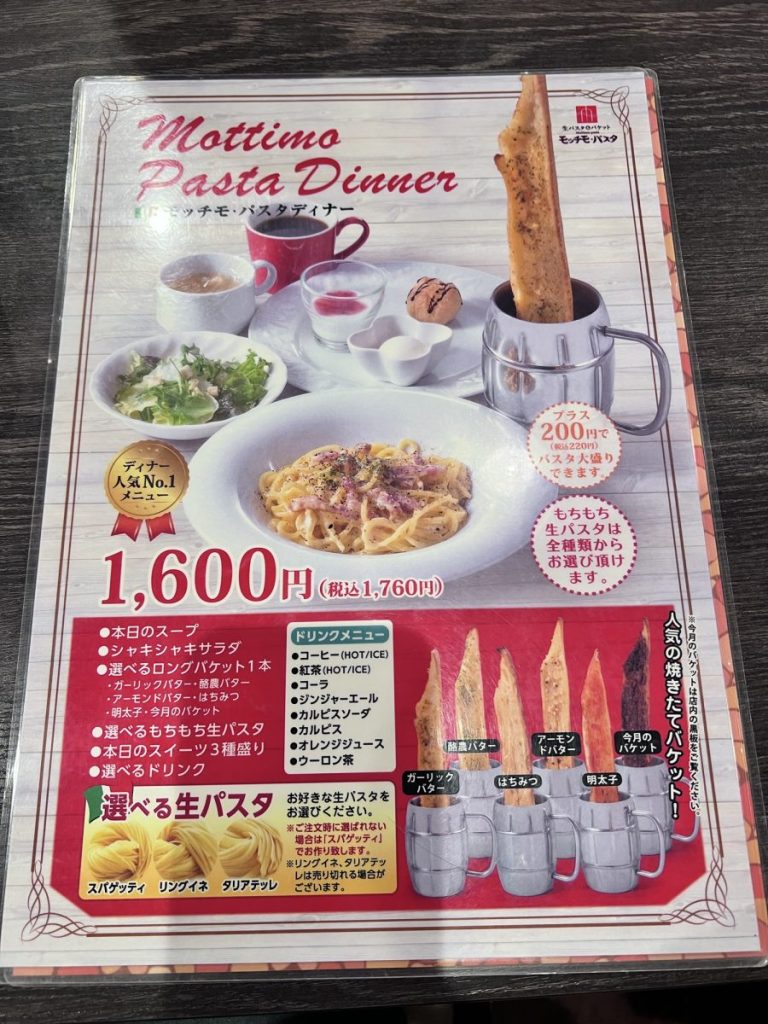 Mottimo
Pasta Dinner
モッチモ・パスタディナー
生パスタ&バケット
モッチモ・パスタ
プラス
200円で
(税込220円)
パスタ大盛り
できます
ディナー
人気No.1
メニュー
もちもち
生パスタは
全種類から
お選び頂け
ます。
1,600円(税込1,760円)
●本日のスープ
●シャキシャキサラダ
●選べるロングバケット1本
・ガーリックバター・酪農バター
・アーモンドバター・はちみつ
・明太子・今月のバケット
●選べるもちもち生パスタ
●本日のスイーツ3種盛り
●選べるドリンク
ドリンクメニュー
●コーヒー(HOT/ICE)
●紅茶(HOT/ICE)
●コーラ
●ジンジャーエール
●カルピスソーダ
●カルピス
●オレンジジュース
●ウーロン茶
※今月のバケットは店内の黒板をご覧ください。
人気の焼きたてバケット!
酪農バター
アーモン
ドバター
今月の
バケット
ガーリック
バター
はちみつ
明太子
選べる生パスタ
スパゲッティ リングイネ タリアテッレ
お好きな生パスタを
お選びください。
※ご注文時に選ばれない
場合は「スパゲッティ」
でお作り致します。
※リングイネ、タリアテッ
レは売り切れる場合が
ございます。